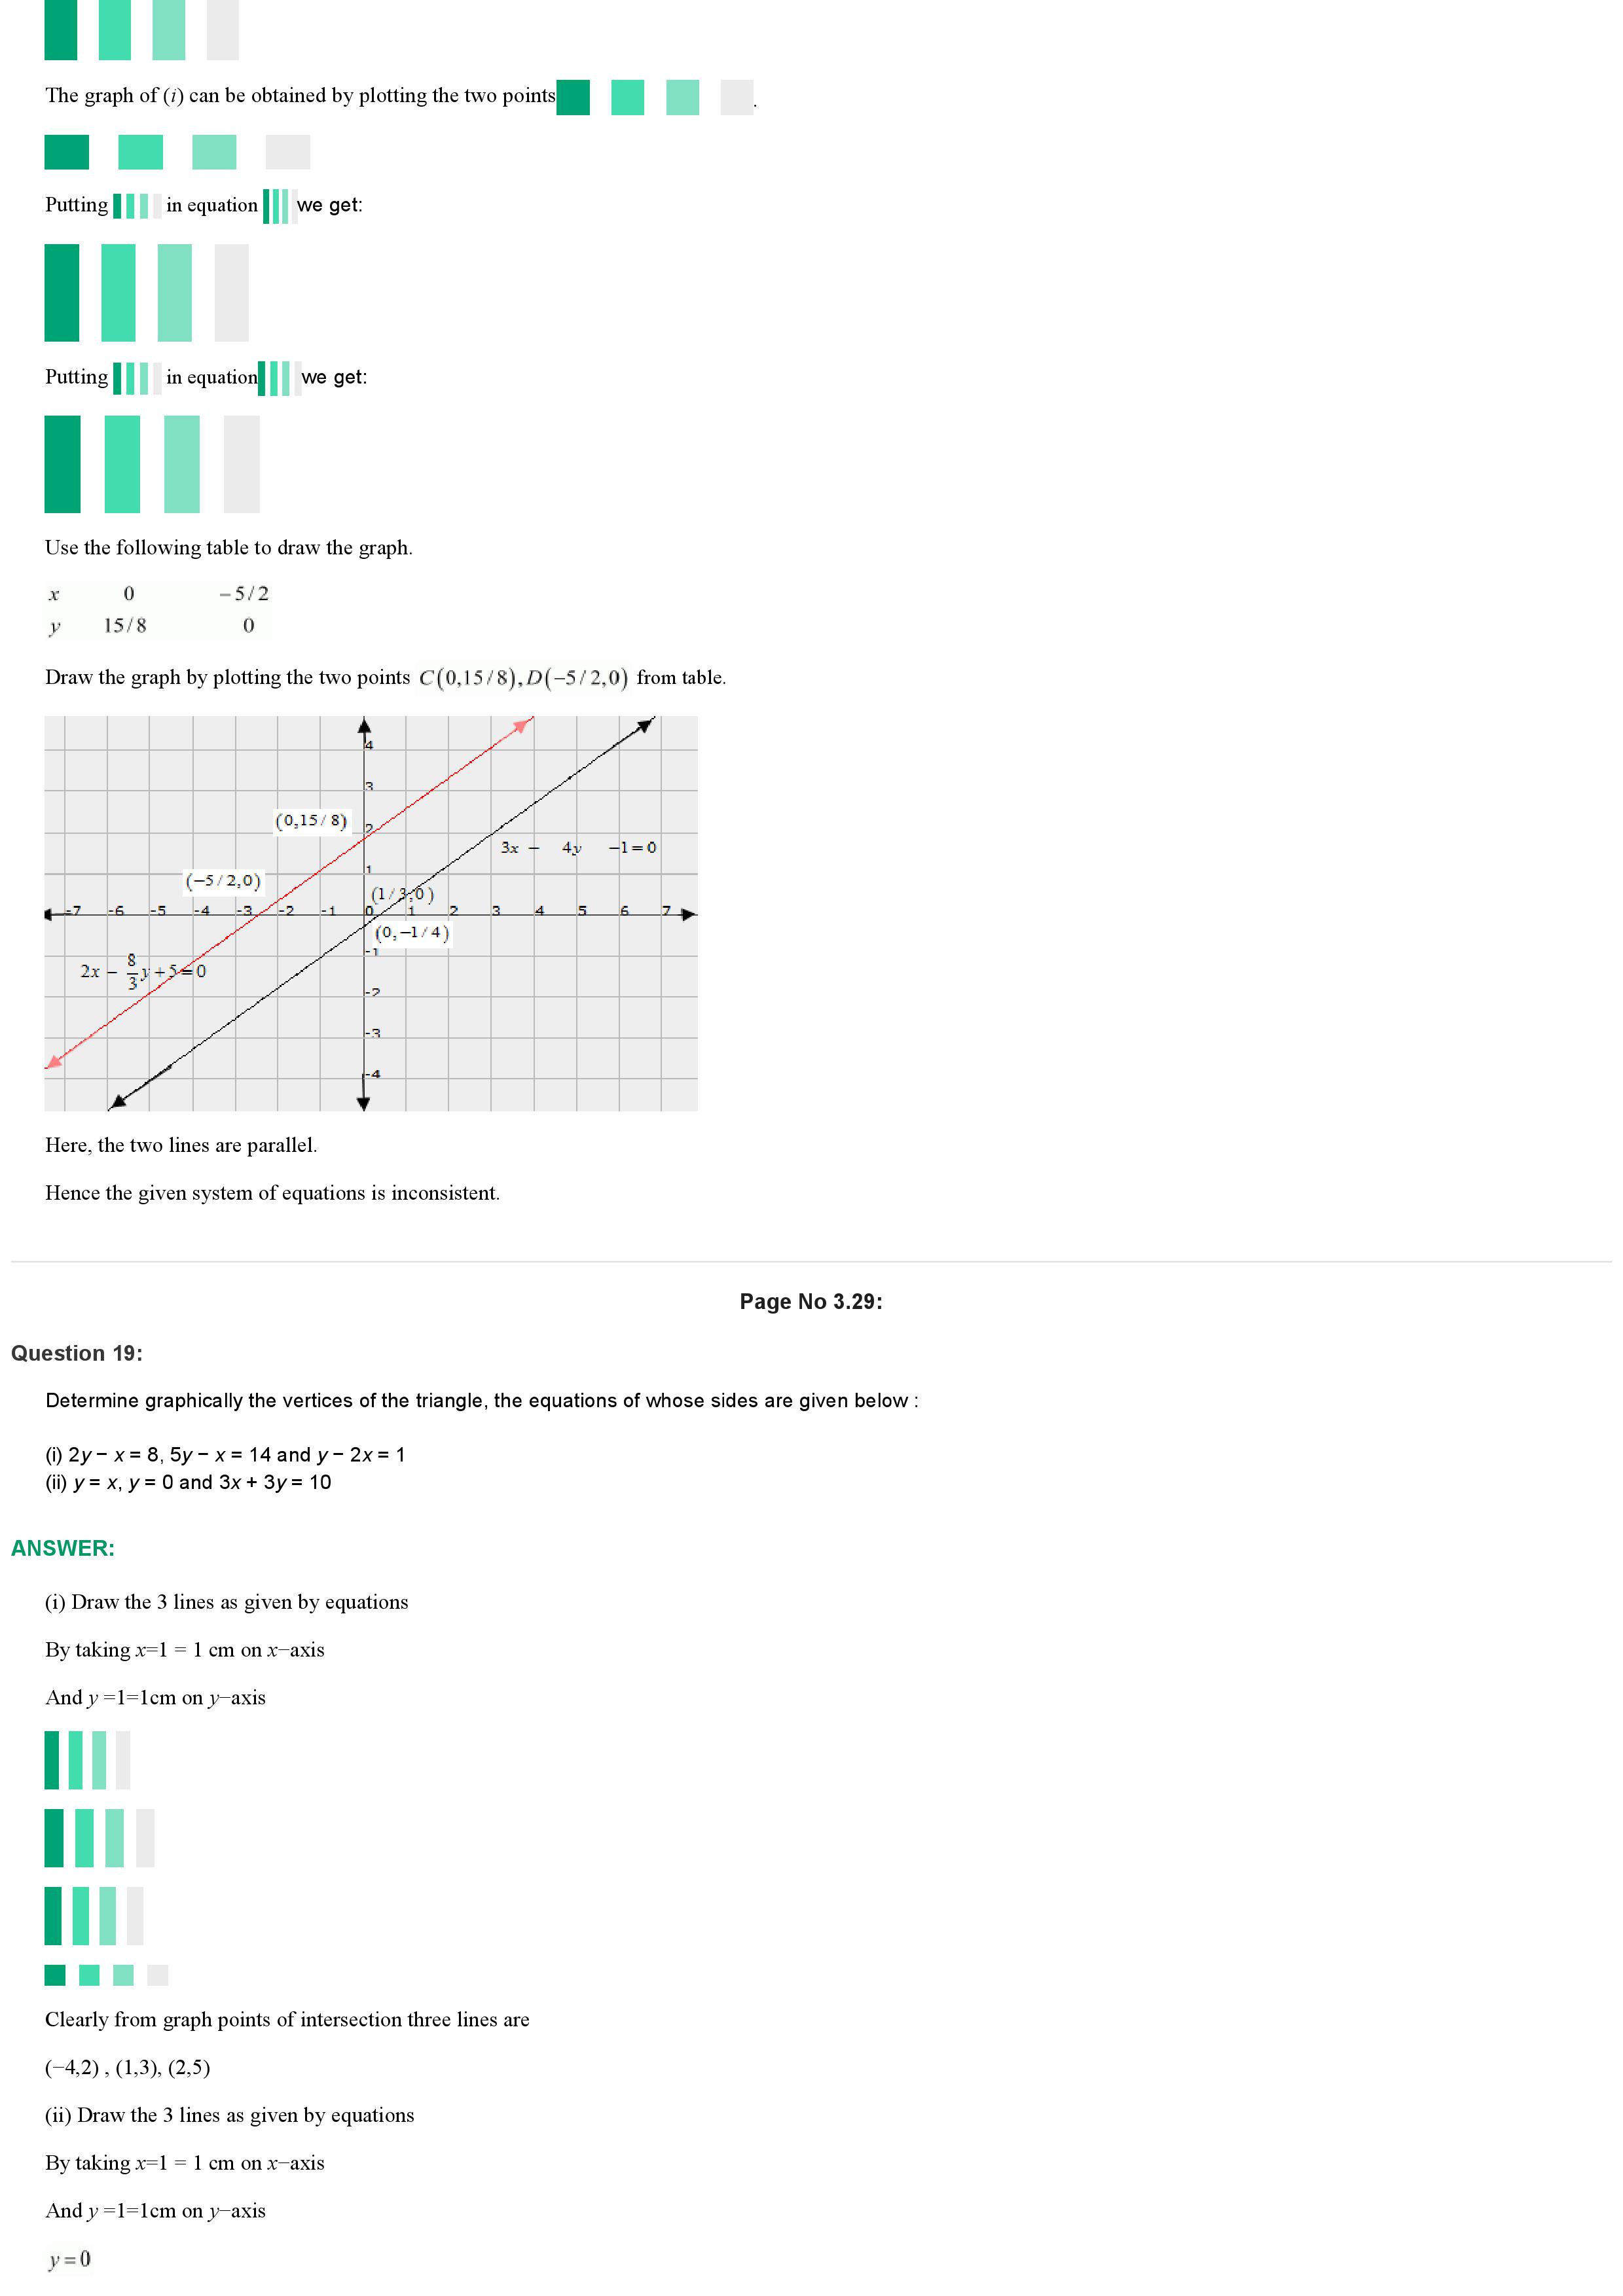 The graph of (i) can be obtained by plotting the two points .
Putting in equation we get:
Putting in equation we get:
Use the following table to draw the graph.
x 0 −5/2
y 15/8 0
Draw the graph by plotting the two points C(0,15/8),D(−5/2,0) from table.
4
3
(0,15/8)
2
3x − 4y −1=0
1
(−5/2,0)
(1/3,0)
-7 -6 -5 -4 -3 -2 -1 0 1 2 3 4 5 6 7
(0,−1/4)
-1
2x − 8/3 y+5=0
-2
-3
-4
Here, the two lines are parallel.
Hence the given system of equations is inconsistent.
Page No 3.29:
Question 19:
Determine graphically the vertices of the triangle, the equations of whose sides are given below :
(i) 2y − x = 8, 5y − x = 14 and y − 2x = 1
(ii) y = x, y = 0 and 3x + 3y = 10
ANSWER:
(i) Draw the 3 lines as given by equations
By taking x=1 = 1 cm on x−axis
And y =1=1cm on y−axis
Clearly from graph points of intersection three lines are
(−4,2) , (1,3), (2,5)
(ii) Draw the 3 lines as given by equations
By taking x=1 = 1 cm on x−axis
And y =1=1cm on y−axis
y=0